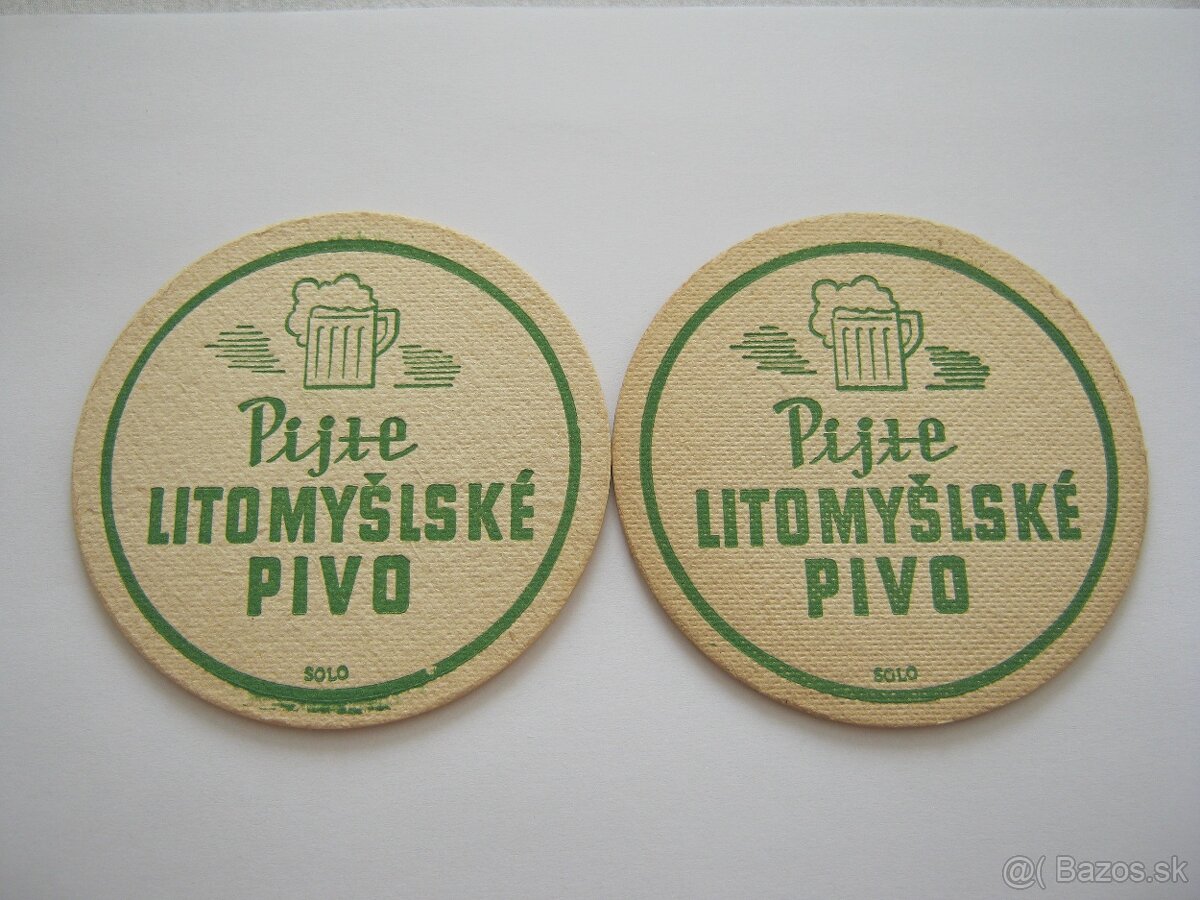 Pijte
LITOMYŠLSKÉ
PIVO
SOLO
Pijte
LITOMYŠLSKÉ
PIVO
SOLO
@( Bazos.sk